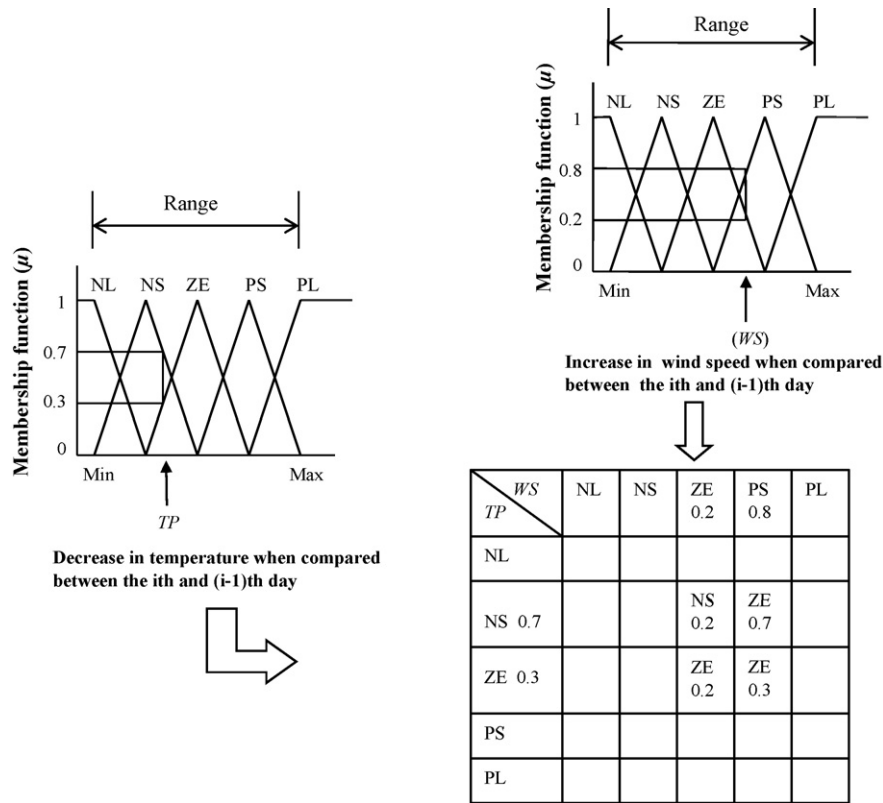 Range
NL NS ZE PS PL
Membership function (μ)
1
0.7
0.3
0
Min
Max
TP
Decrease in temperature when compared
between the ith and (i-1)th day
Range
NL NS ZE PS PL
Membership function (μ)
1
0.8
0.2
0
Min
Max
(WS)
Increase in wind speed when compared
between the ith and (i-1)th day
WS
TP
NL NS ZE PS PL
0.2 0.8
NL
NS 0.7
NS ZE
0.2 0.7
ZE 0.3
ZE ZE
0.2 0.3
PS
PL